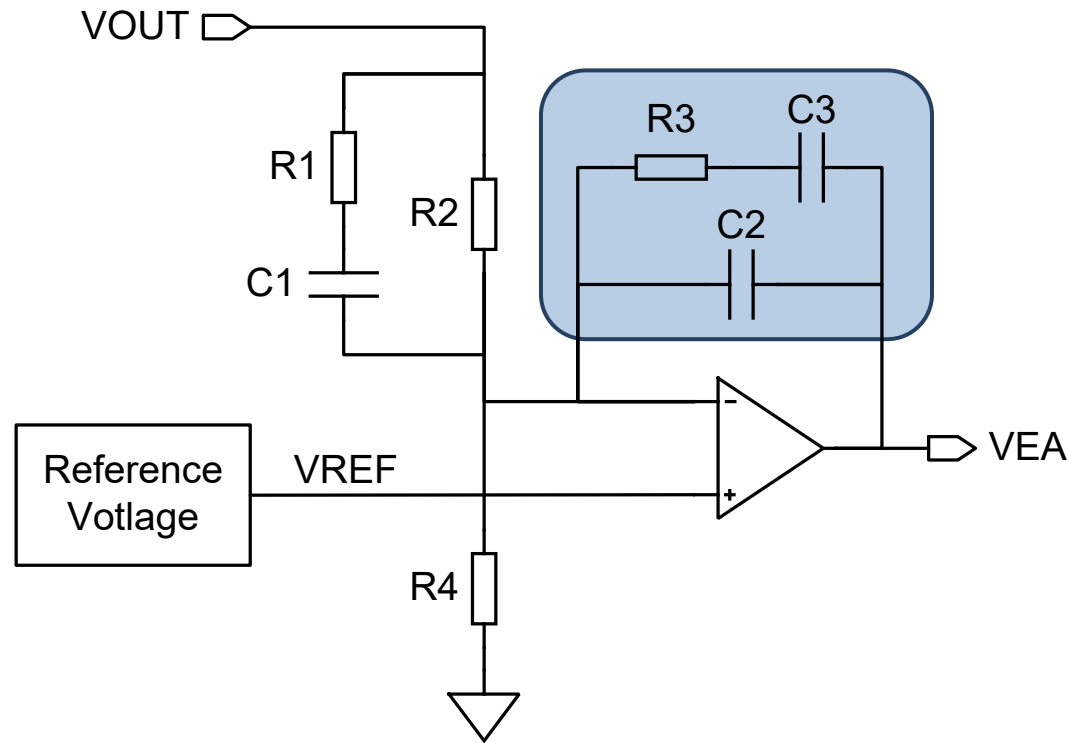 VOUT
C3
R3
R1
R2
C2
C1
-
VEA
Reference
Votlage
VREF
+
R4